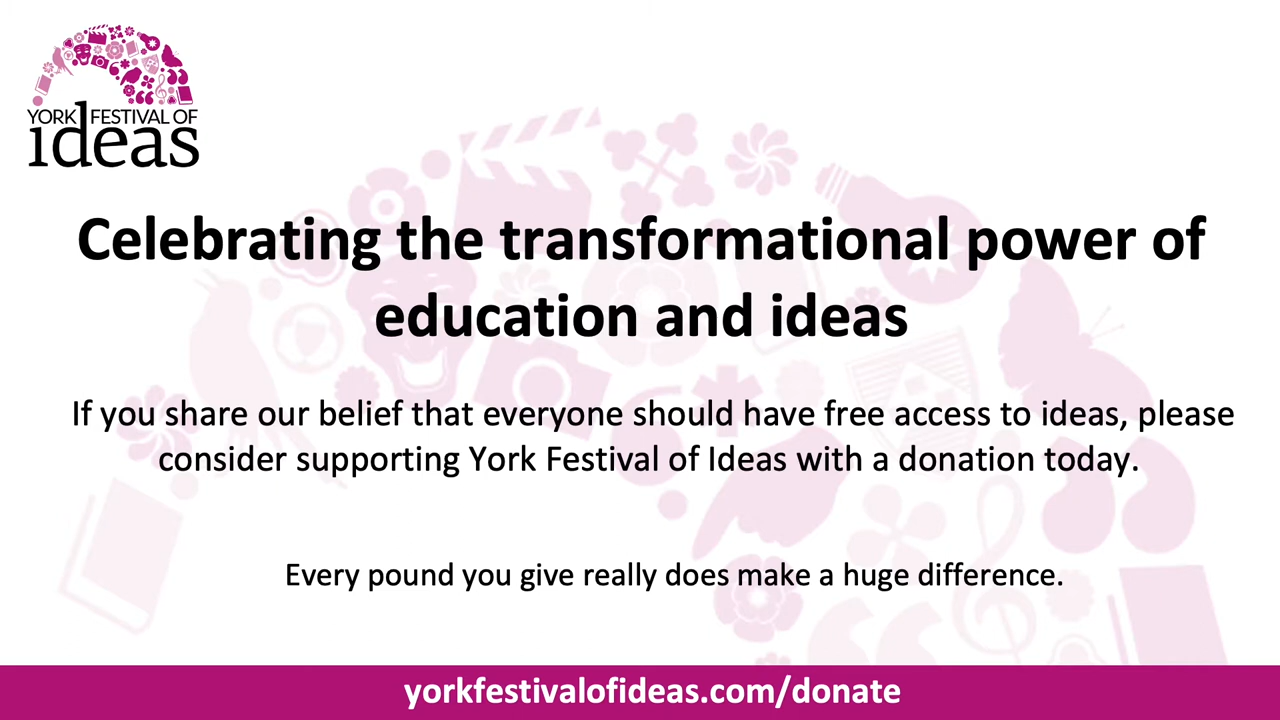 YORK FESTIVAL OF
ideas
Celebrating the transformational power of
education and ideas
If you share our belief that everyone should have free access to ideas, please
consider supporting York Festival of Ideas with a donation today.
Every pound you give really does make a huge difference.
yorkfestivalofideas.com/donate